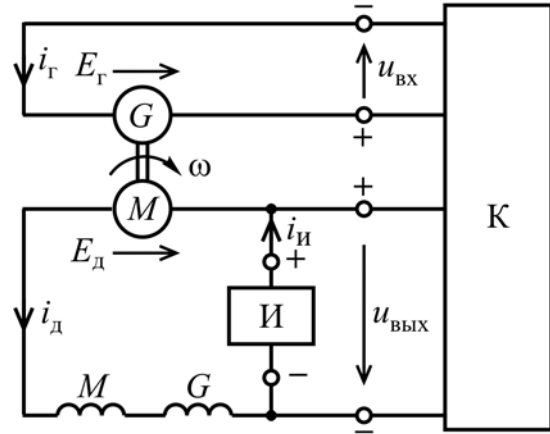 −
i_г
E_г
u_вх
G
+
ω
+
M
К
i_И
E_д
+
И
i_д
u_вых
M
G
−
−